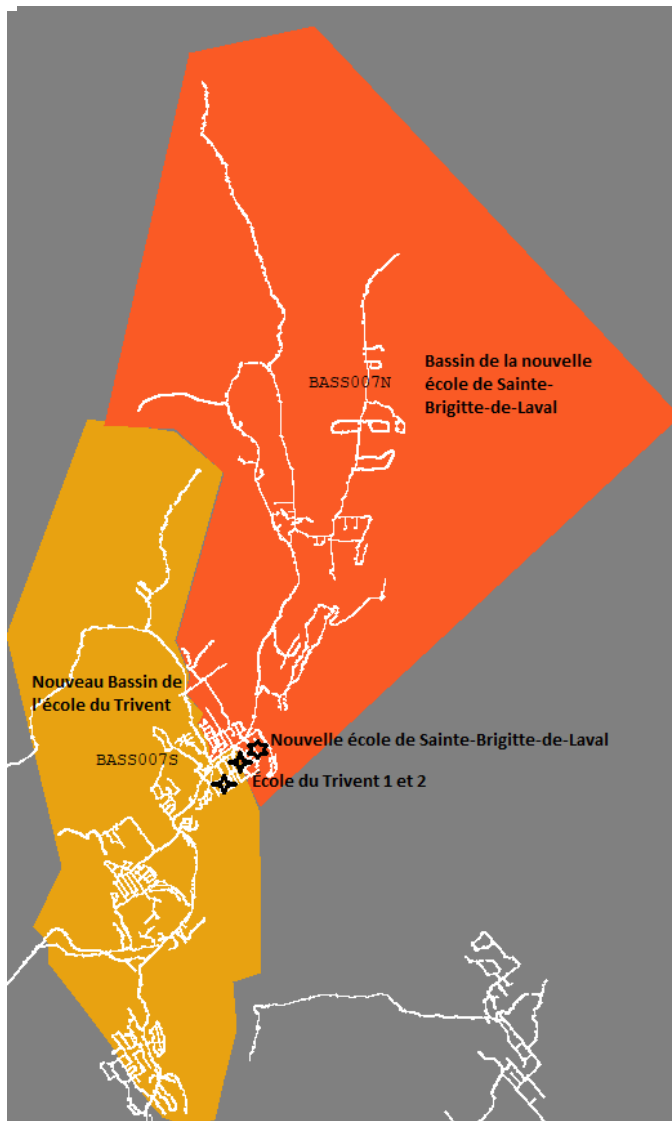 BASS007N
Bassin de la nouvelle
école de Sainte-
Brigitte-de-Laval
Nouveau Bassin de
l'école du Trivent
BASS007S
Nouvelle école de Sainte-Brigitte-de-Laval
École du Trivent 1 et 2